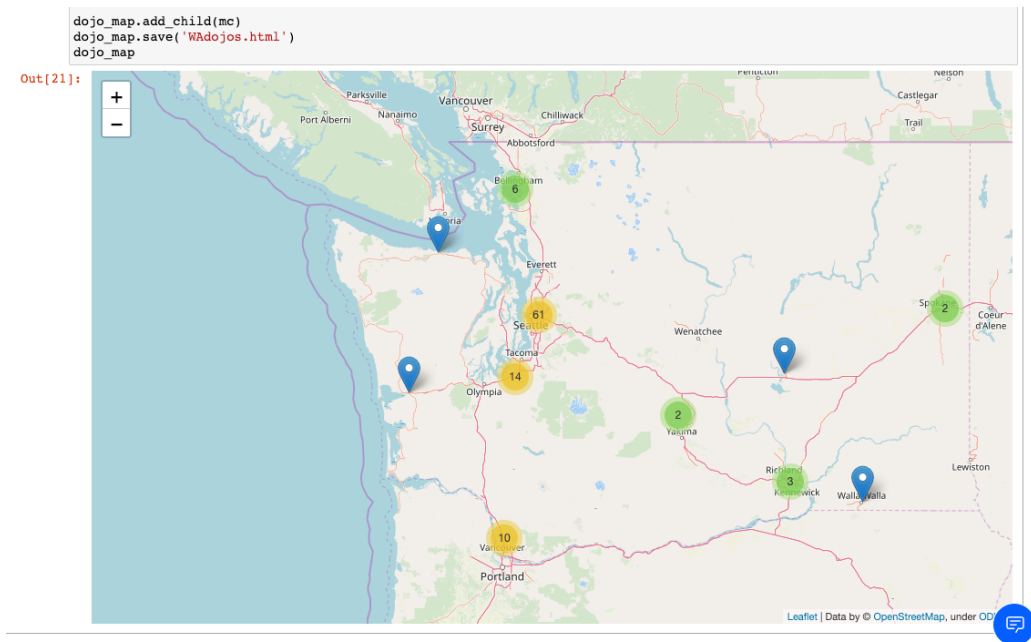 dojo_map.add_child(mc)
dojo_map.save('WAdojos.html')
dojo_map
Out[21]:
+
−
Penticton
Nelson
Parksville
Vancouver
Castlegar
Nanaimo
Port Alberni
Surrey
Chilliwack
Trail
Abbotsford
Bellingham
6
Everett
61
Seattle
Spokane
2
Coeur
d'Alene
Wenatchee
Tacoma
14
Olympia
2
Yakima
Richland
3
Kennewick
Walla Walla
Lewiston
10
Vancouver
Portland
Leaflet | Data by © OpenStreetMap, under